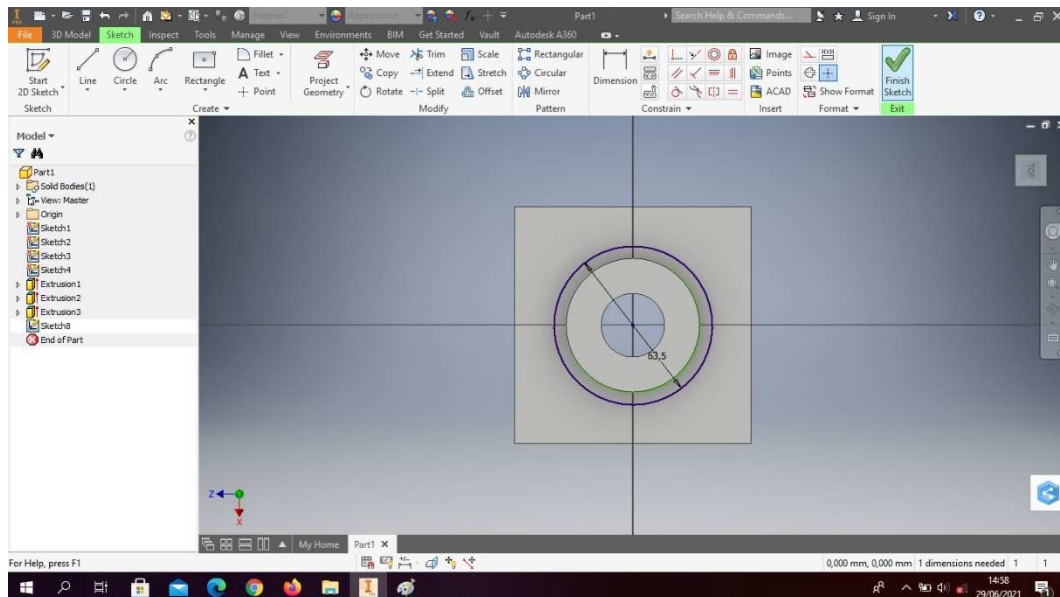 Material
Appearance
Part1
Search Help & Commands...
Sign In
File 3D Model Sketch Inspect Tools Manage View Environments BIM Get Started Vault Autodesk A360
Start
2D Sketch
Line
Circle
Arc
Rectangle
Fillet
Text
Point
Project
Geometry
Move Trim Scale
Copy Extend Stretch
Rotate Split Offset
Rectangular
Circular
Mirror
Dimension
Image
Points
ACAD
Show Format
Finish
Sketch
Sketch Create Modify Pattern Constrain Insert Format Exit
Model
Part1
Solid Bodies(1)
View: Master
Origin
Sketch1
Sketch2
Sketch3
Sketch4
Extrusion1
Extrusion2
Extrusion3
Sketch8
End of Part
TOP
63,5
Z
X
My Home Part1
For Help, press F1
0,000 mm, 0,000 mm 1 dimensions needed 1 1
14:58
29/06/2021